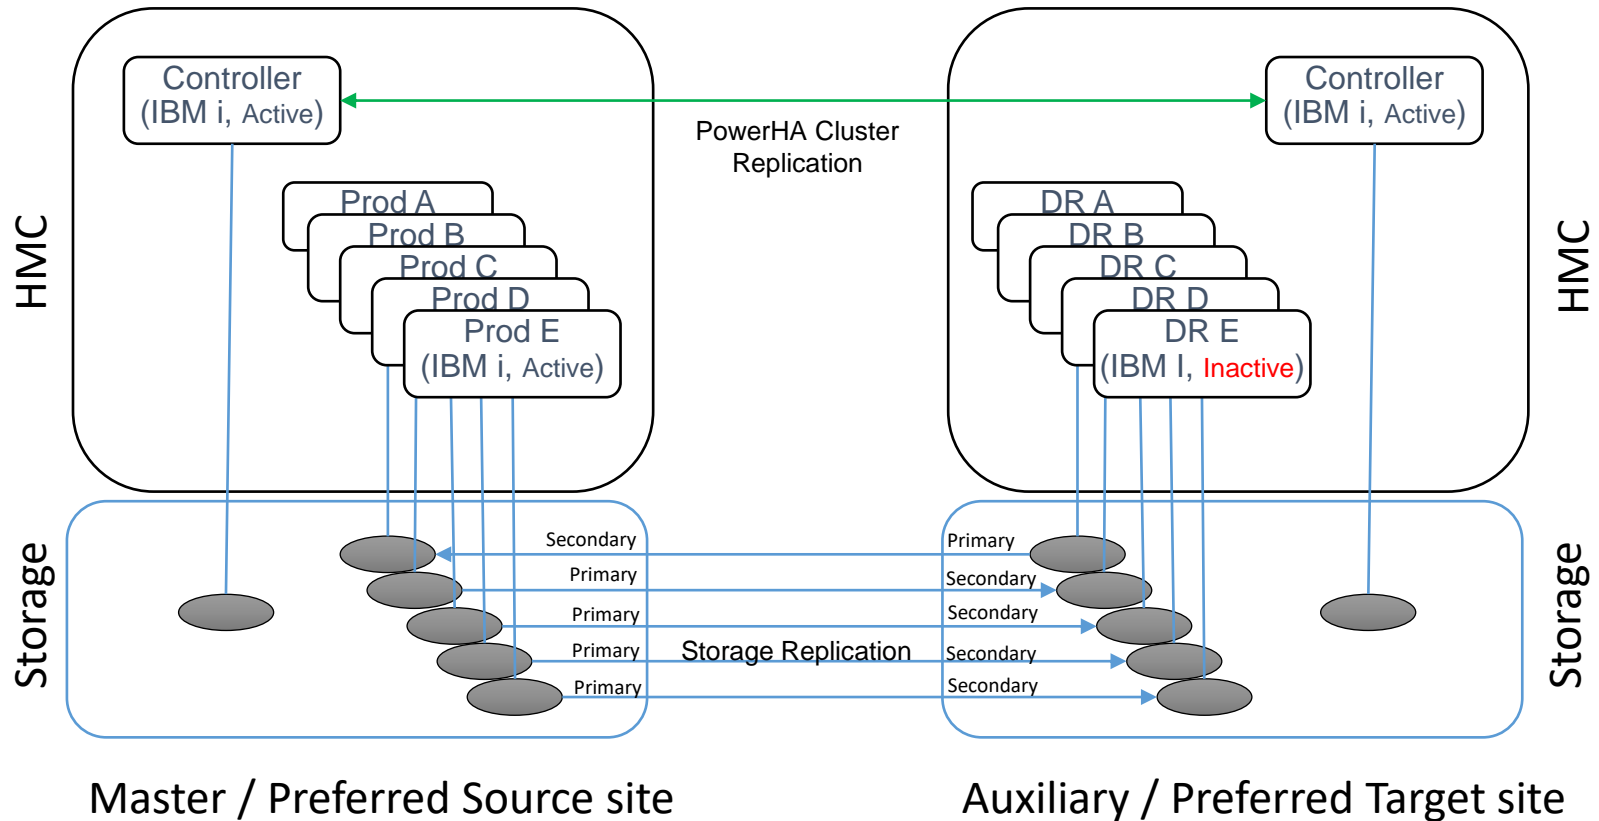 Controller
(IBM i, Active)
Controller
(IBM i, Active)
PowerHA Cluster
Replication
HMC
Prod A
Prod B
Prod C
Prod D
Prod E
(IBM i, Active)
DR A
DR B
DR C
DR D
DR E
(IBM I, Inactive)
HMC
Storage
Secondary
Primary
Primary
Secondary
Primary
Secondary
Primary
Storage Replication
Secondary
Primary
Secondary
Storage
Master / Preferred Source site
Auxiliary / Preferred Target site